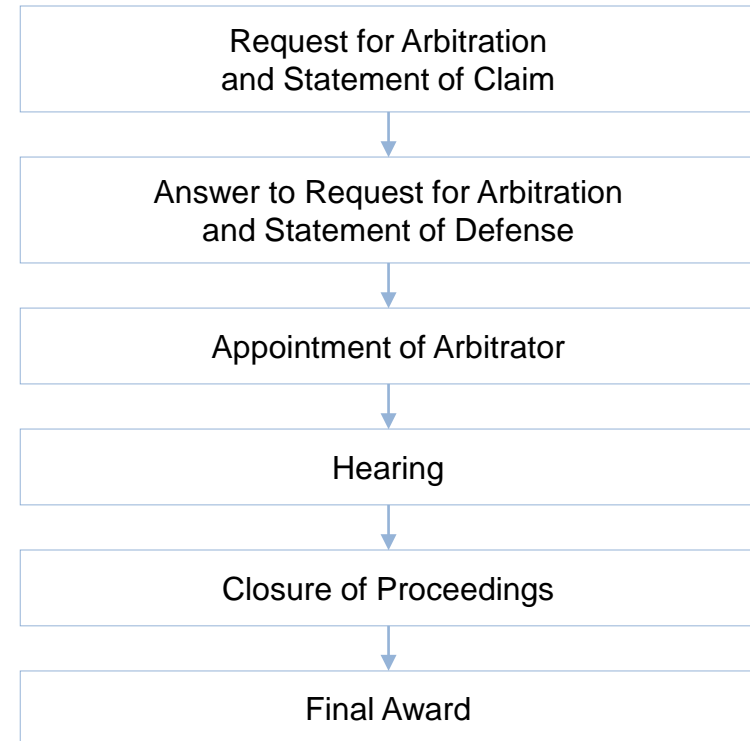 Request for Arbitration
and Statement of Claim
Answer to Request for Arbitration
and Statement of Defense
Appointment of Arbitrator
Hearing
Closure of Proceedings
Final Award